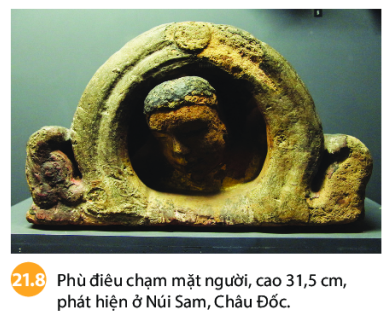 21.8 Phù điêu chạm mặt người, cao 31,5 cm,
phát hiện ở Núi Sam, Châu Đốc.